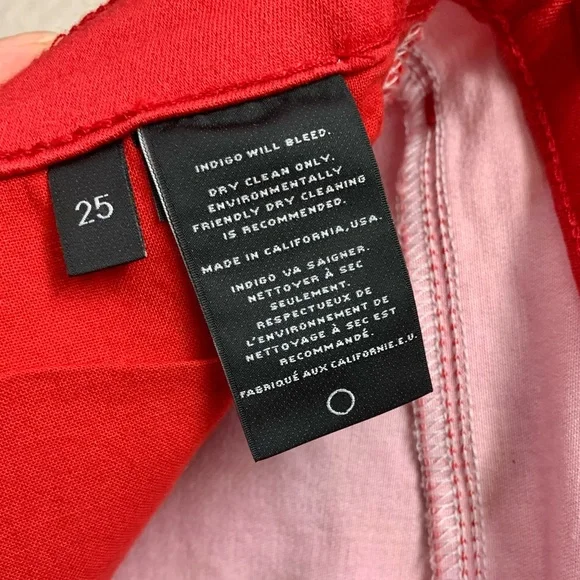 25
INDIGO WILL BLEED.
DRY CLEAN ONLY.
ENVIRONMENTALLY
FRIENDLY DRY CLEANING
IS RECOMMENDED.
MADE IN CALIFORNIA, USA.
INDIGO VA SAIGNER.
NETTOYER À SEC
SEULEMENT.
RESPECTUEUX DE
L'ENVIRONNEMENT DE
NETTOYAGE À SEC EST
RECOMMANDÉ.
FABRIQUÉ AUX CALIFORNIE.E.U.